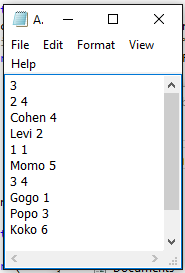 A.
File Edit Format View
Help
3
2 4
Cohen 4
Levi 2
1 1
Momo 5
3 4
Gogo 1
Popo 3
Koko 6
Documents